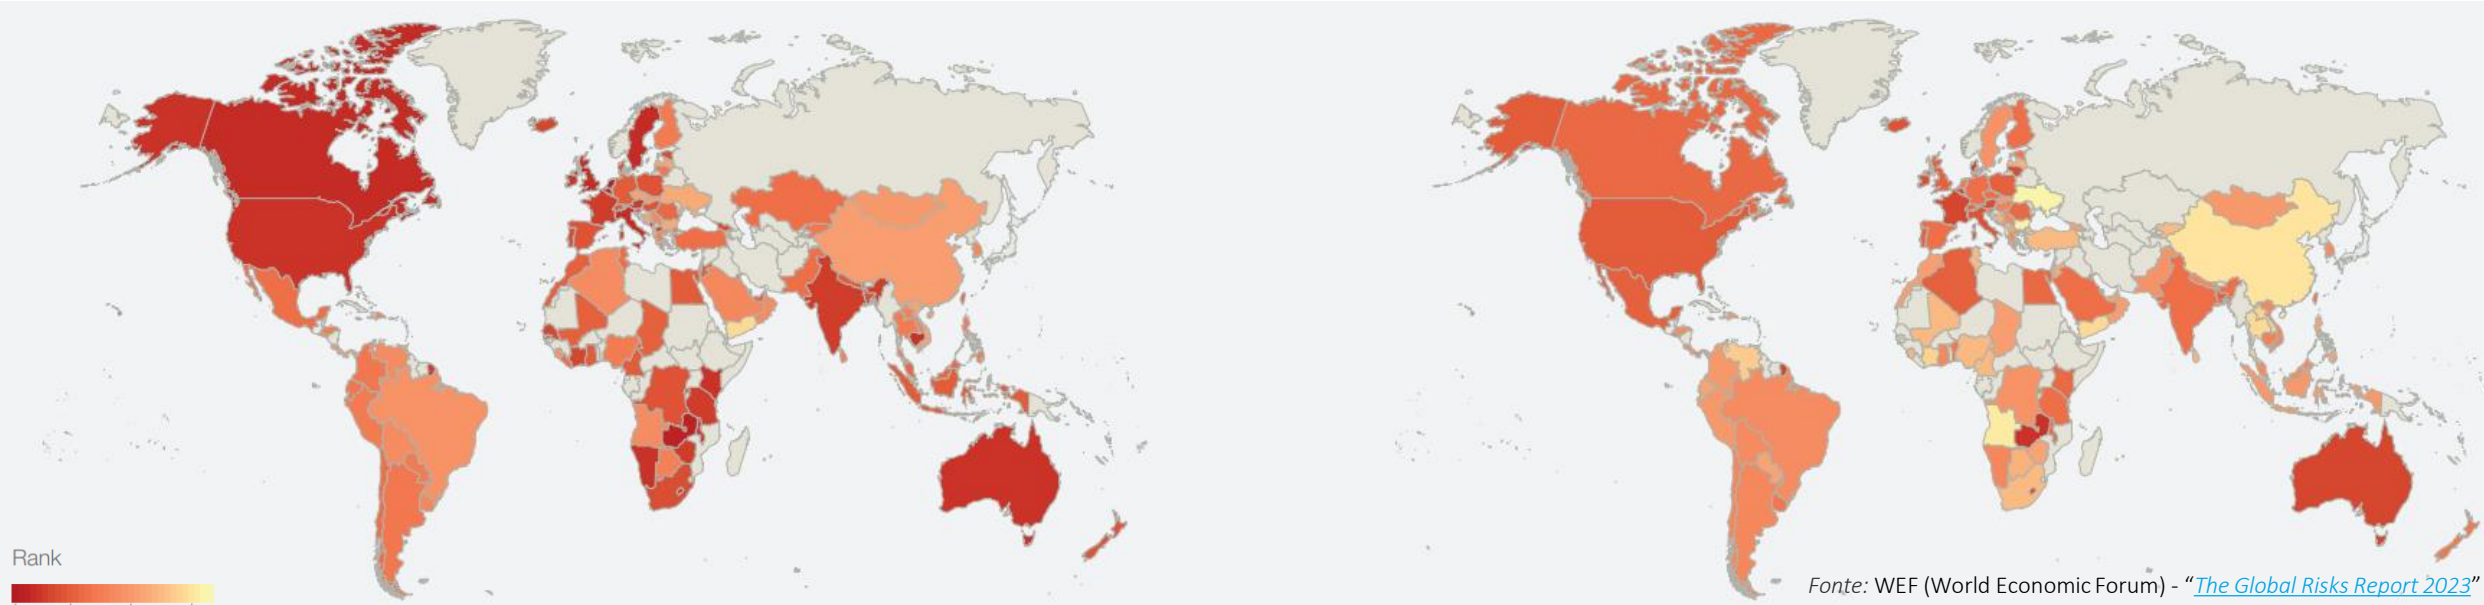 Rank
Fonte: WEF (World Economic Forum) - “The Global Risks Report 2023”